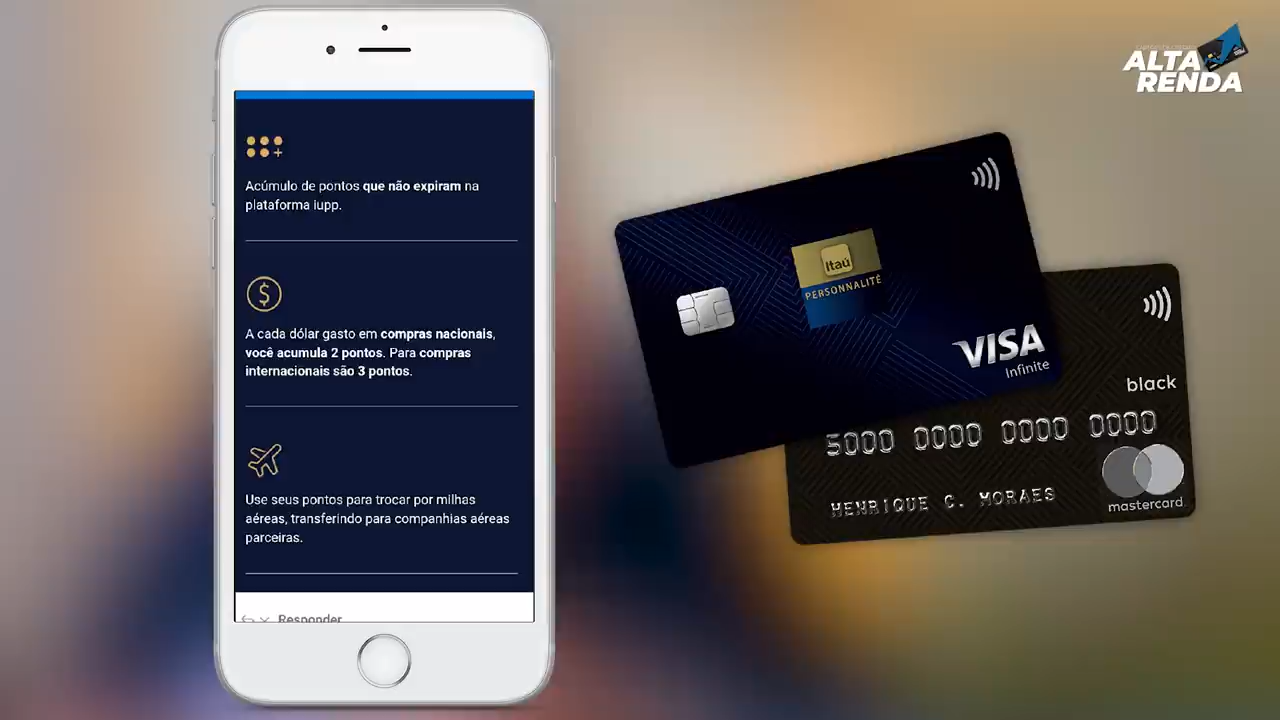 ALTA
RENDA
Acúmulo de pontos que não expiram na
plataforma iupp.
A cada dólar gasto em compras nacionais,
você acumula 2 pontos. Para compras
internacionais são 3 pontos.
Use seus pontos para trocar por milhas
aéreas, transferindo para companhias aéreas
parceiras.
Responder
Itaú
PERSONNALITÉ
VISA
Infinite
black
5000 0000 0000 0000
HENRIQUE C. MORAES
mastercard